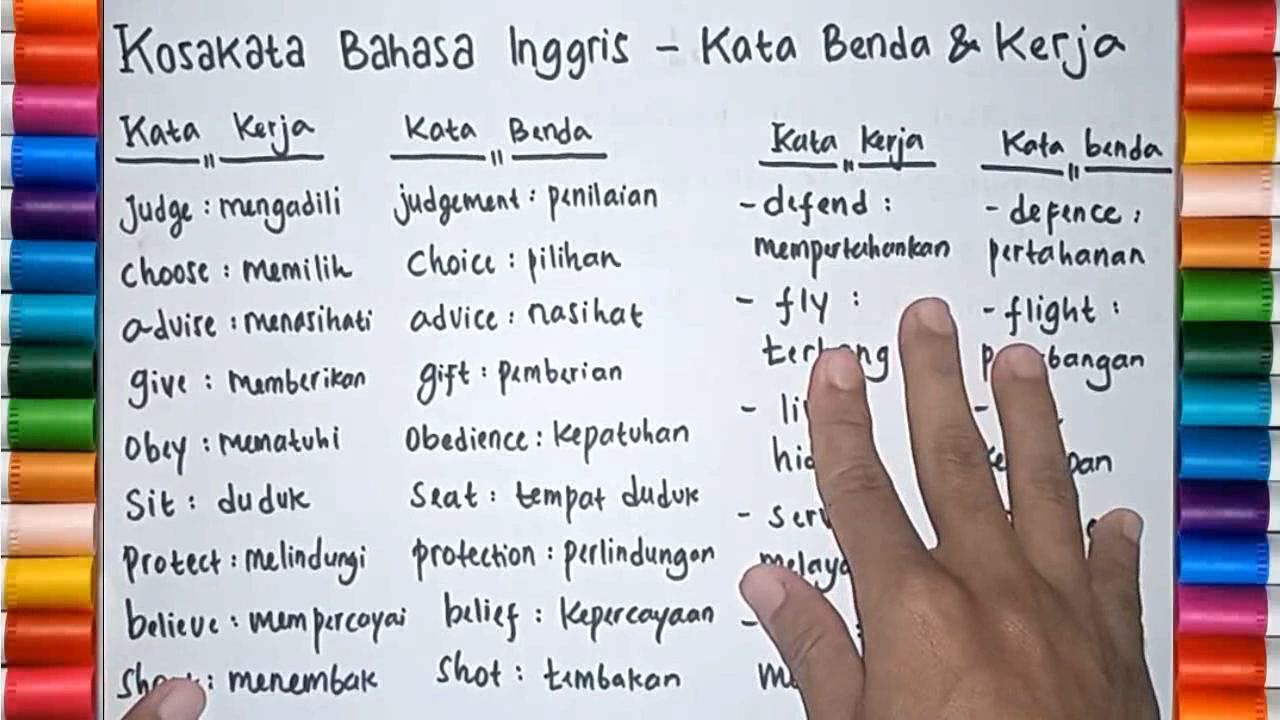 Kosakata Bahasa Inggris - Kata Benda & Kerja
Kata Kerja
Judge : mengadili
choose : memilih
advise : menasihati
give : memberikan
Obey : mematuhi
Sit : duduk
Protect : melindungi
believe : mempercayai
: menembak
Kata Benda
judgement : penilaian
Choice : pilihan
advice : nasihat
gift : pemberian
Obedience : Kepatuhan
Seat : tempat duduk
protection : perlindungan
belief : Kepercayaan
Shot : tembakan
Kata Kerja
- defend :
mempertahankan
- fly :
terbang
-
-
-
Kata benda
- defence :
pertahanan
- flight :
-